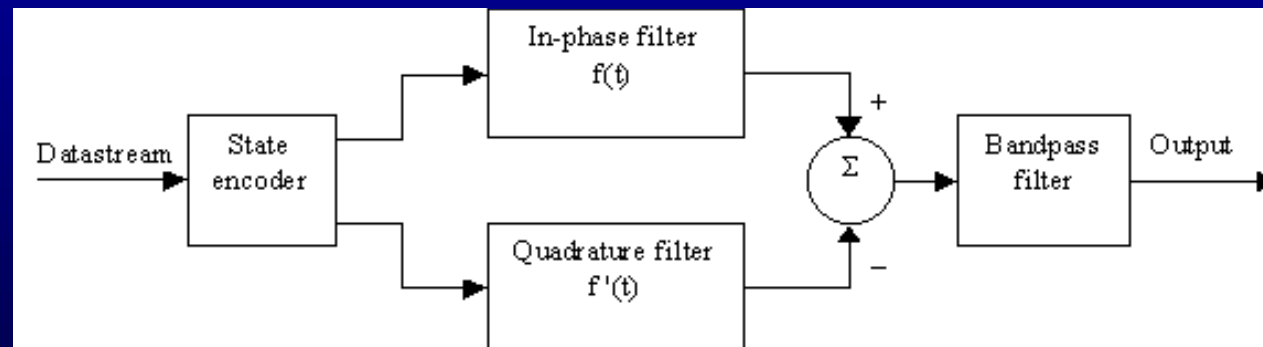 In-phase filter
f(t)
+
Datastream
State
encoder
Σ
Bandpass
filter
Output
Quadrature filter
f'(t)
−